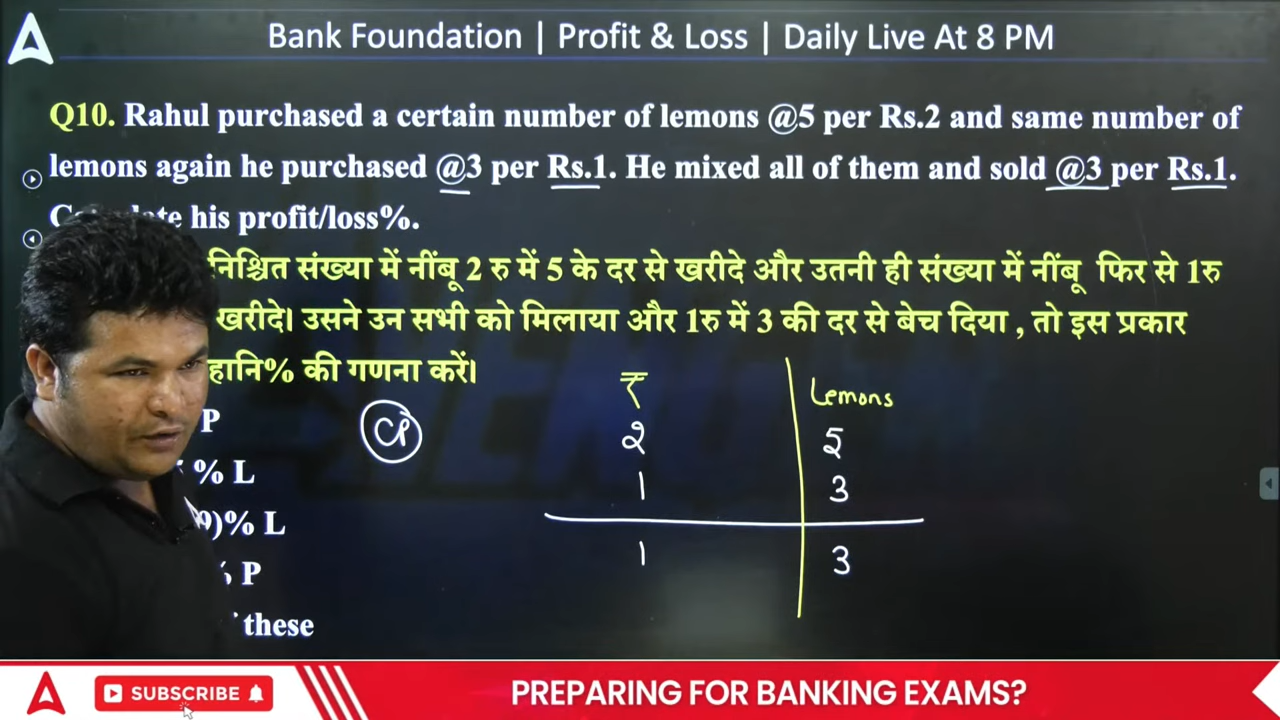 Bank Foundation | Profit & Loss | Daily Live At 8 PM
Q10. Rahul purchased a certain number of lemons @5 per Rs.2 and same number of
lemons again he purchased @3 per Rs.1. He mixed all of them and sold @3 per Rs.1.
his profit/loss%.
निश्चित संख्या में नींबू 2 रु में 5 के दर से खरीदे और उतनी ही संख्या में नींबू फिर से 1रु
खरीदे। उसने उन सभी को मिलाया और 1रु में 3 की दर से बेच दिया , तो इस प्रकार
हानि% की गणना करें।
₹ Lemons
P CP 2 5
% L 1 3
9)% L
% P 1 3
these
SUBSCRIBE PREPARING FOR BANKING EXAMS?